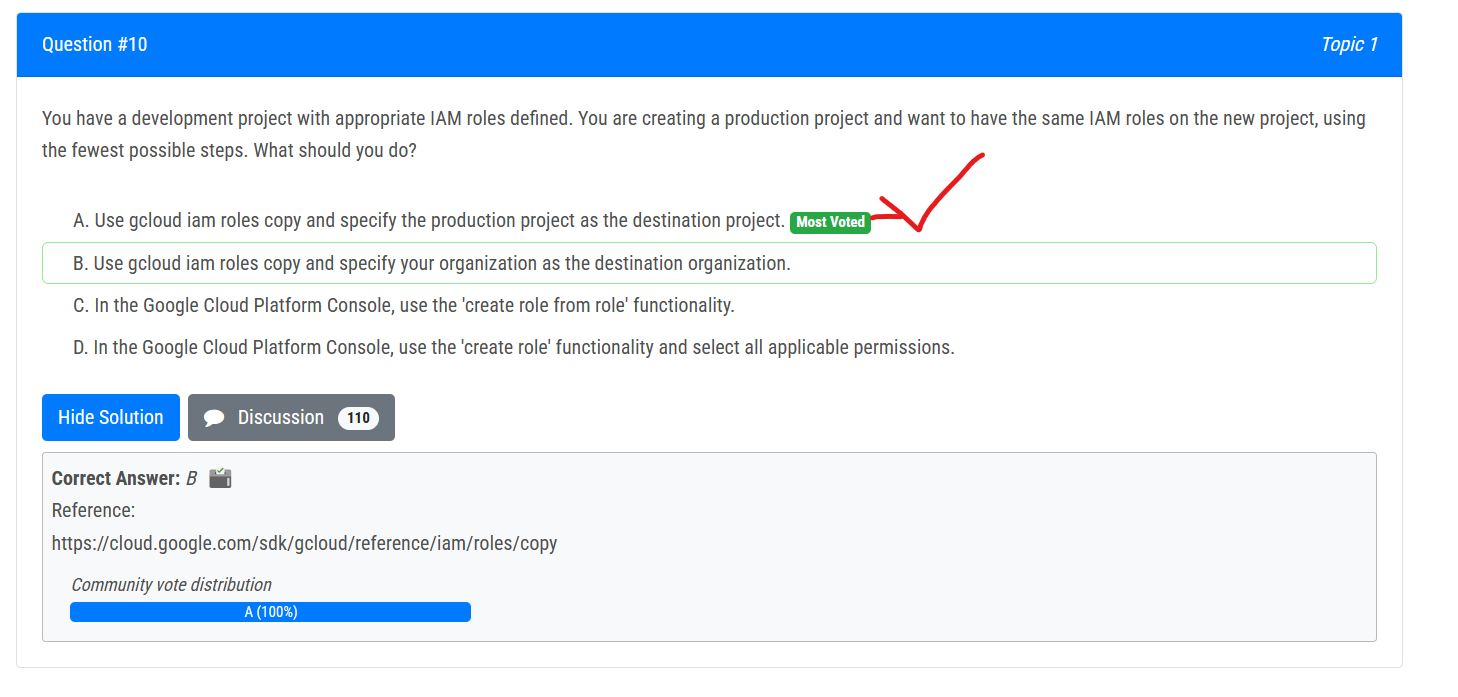 Question #10
Topic 1
You have a development project with appropriate IAM roles defined. You are creating a production project and want to have the same IAM roles on the new project, using
the fewest possible steps. What should you do?
A. Use gcloud iam roles copy and specify the production project as the destination project. Most Voted
B. Use gcloud iam roles copy and specify your organization as the destination organization.
C. In the Google Cloud Platform Console, use the 'create role from role' functionality.
D. In the Google Cloud Platform Console, use the 'create role' functionality and select all applicable permissions.
Hide Solution Discussion 110
Correct Answer: B
Reference:
https://cloud.google.com/sdk/gcloud/reference/iam/roles/copy
Community vote distribution
A (100%)